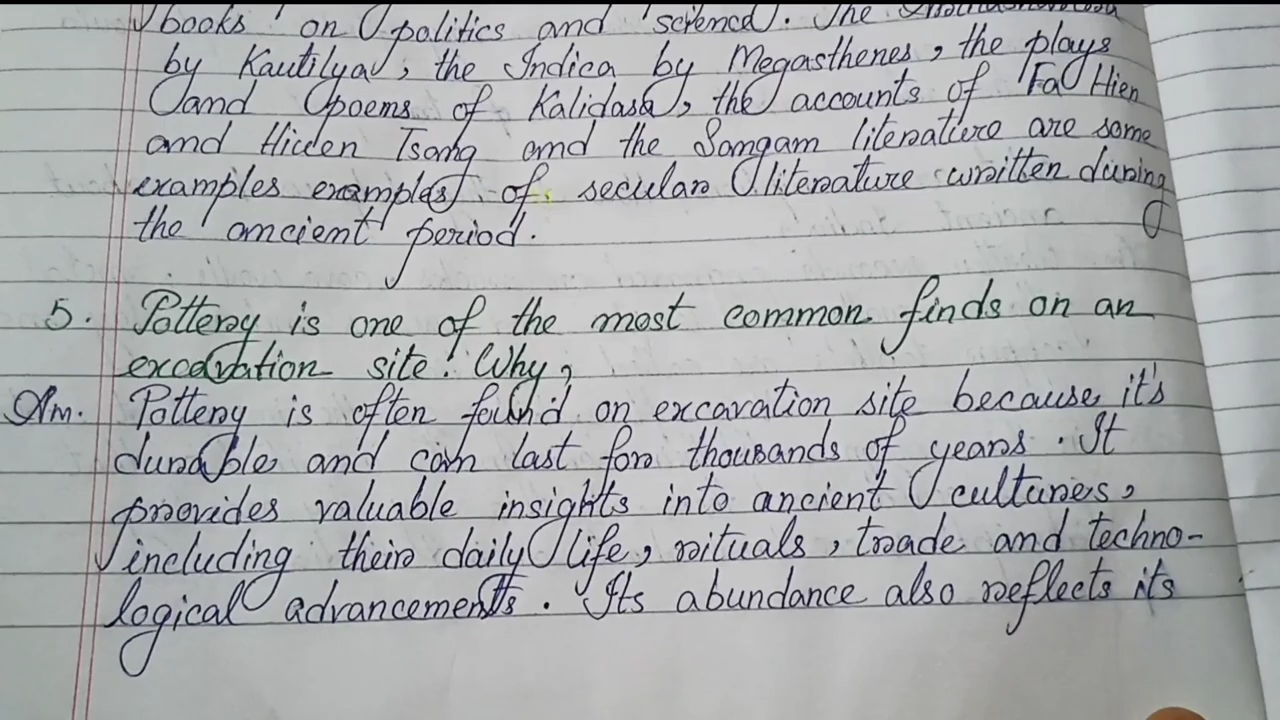 books on politics and science. The
by Kautilya, the Indica by Megasthenes, the plays
and poems of Kalidasa, the accounts of Fa Hien
and Hiuen Tsang and the Sangam literature are some
examples examples of secular literature written during
the ancient period.
5. Pottery is one of the most common finds on an
excavation site. Why?
Ans. Pottery is often found on excavation site because it's
durable and can last for thousands of years. It
provides valuable insights into ancient cultures,
including their daily life, rituals, trade and techno-
logical advancements. Its abundance also reflects its